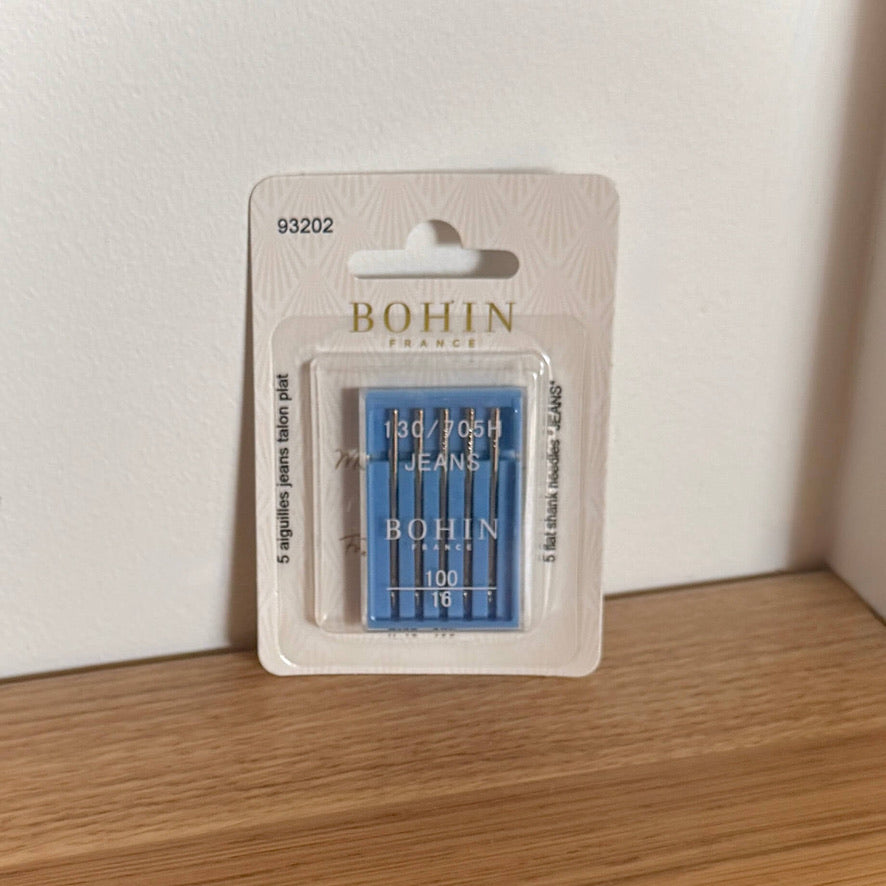 93202
BOHIN
FRANCE
5 aiguilles jeans talon plat
5 flat shank needles "JEANS"
130/705H
JEANS
BOHIN
FRANCE
100
16